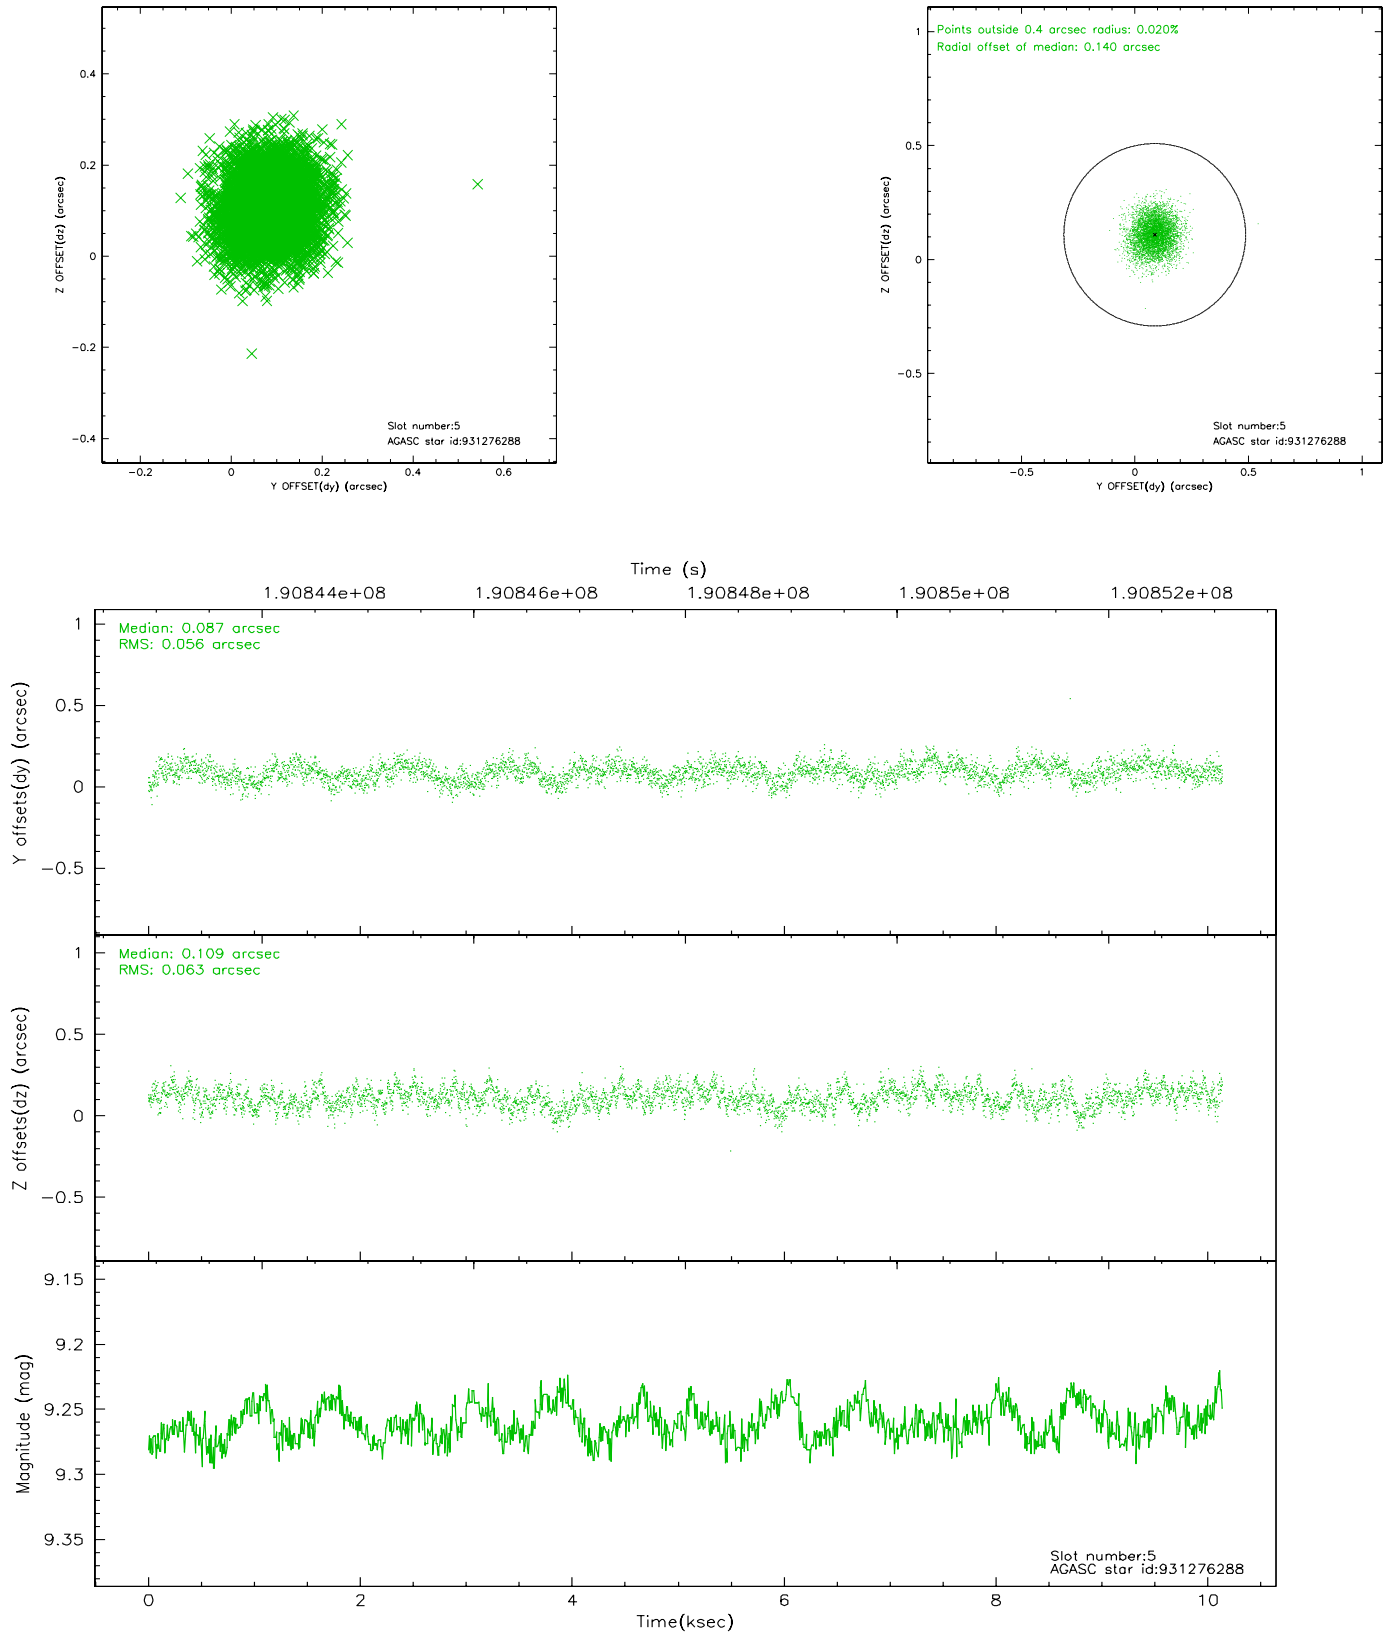 0.4
0.2
0
−0.2
−0.4
Z OFFSET(dz) (arcsec)
Slot number:5
AGASC star id:931276288
−0.2 0 0.2 0.4 0.6
Y OFFSET(dy) (arcsec)
Points outside 0.4 arcsec radius: 0.020%
Radial offset of median: 0.140 arcsec
1
0.5
0
−0.5
Z OFFSET(dz) (arcsec)
Slot number:5
AGASC star id:931276288
−0.5 0 0.5 1
Y OFFSET(dy) (arcsec)
Time (s)
1.90844e+08 1.90846e+08 1.90848e+08 1.9085e+08 1.90852e+08
Median: 0.087 arcsec
RMS: 0.056 arcsec
1
0.5
0
−0.5
Y offsets(dy) (arcsec)
Median: 0.109 arcsec
RMS: 0.063 arcsec
1
0.5
0
−0.5
Z offsets(dz) (arcsec)
9.15
9.2
9.25
9.3
9.35
Magnitude (mag)
Slot number:5
AGASC star id:931276288
0 2 4 6 8 10
Time(ksec)